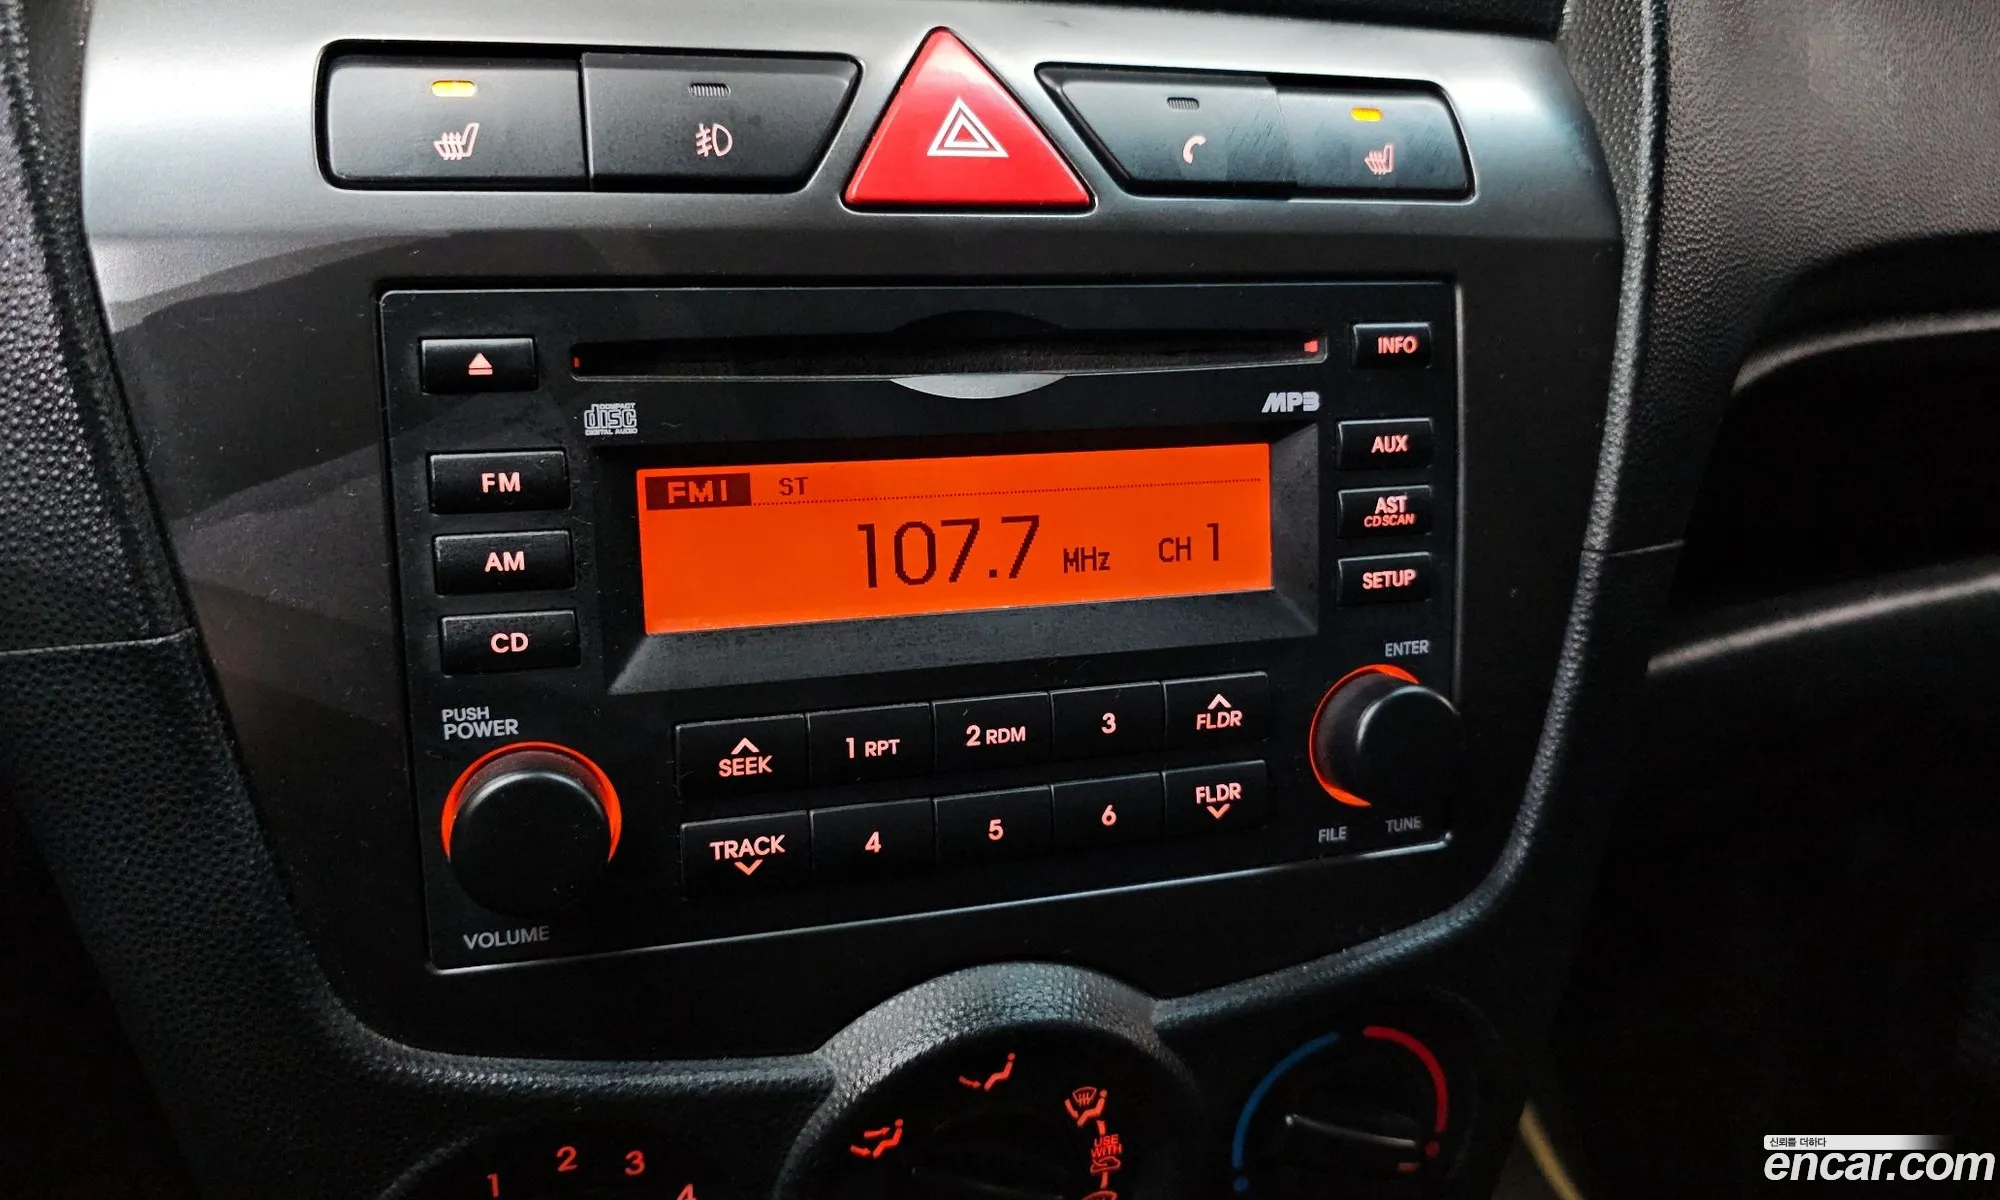 INFO
COMPACT
disc
DIGITAL AUDIO
MP3
FM
AM
CD
FM1 ST
107.7 MHz CH 1
AUX
AST
CD SCAN
SETUP
PUSH
POWER
VOLUME
SEEK
1 RPT
2 RDM
3
FLDR
TRACK
4
5
6
FLDR
ENTER
FILE
TUNE
1
2
3
4
USE
WITH
신뢰를 더하다
encar.com